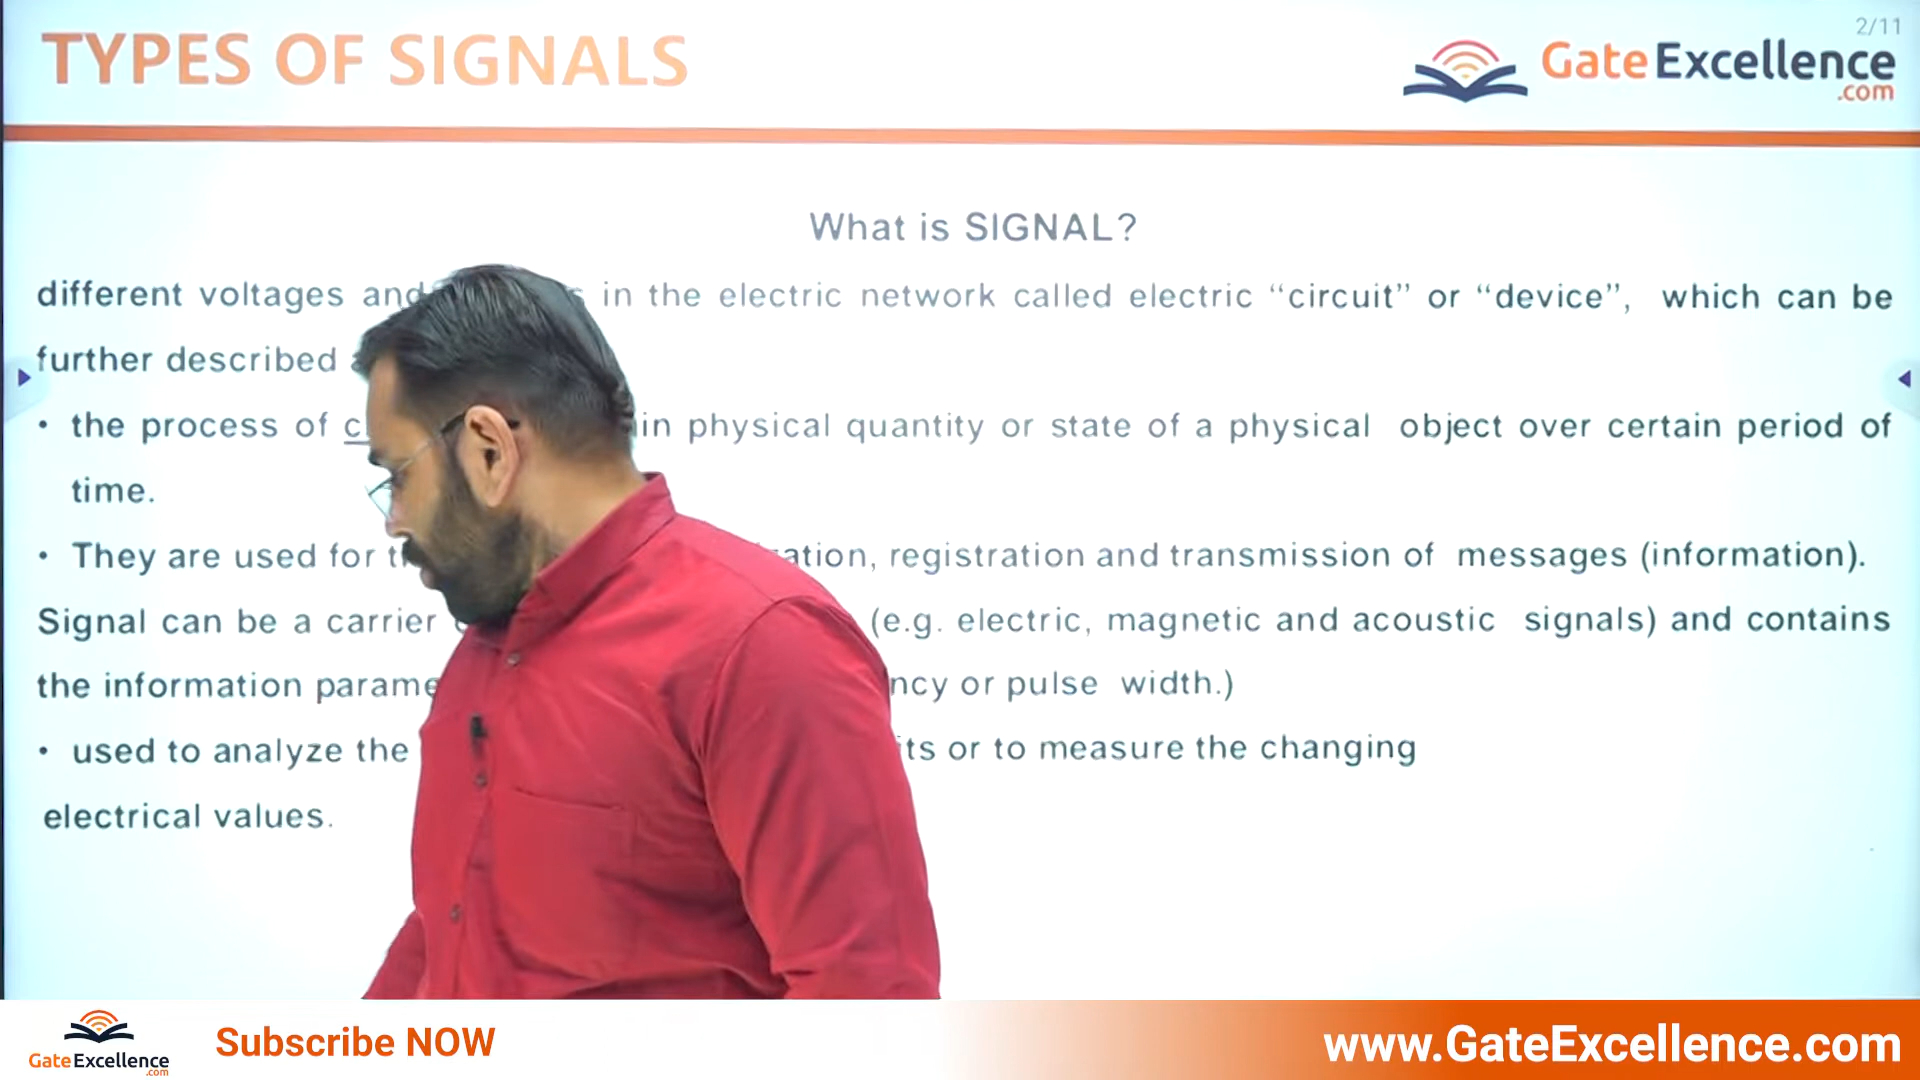 2/11
TYPES OF SIGNALS
GateExcellence
.com
What is SIGNAL?
different voltages and in the electric network called electric “circuit” or “device”, which can be
further described
• the process of in physical quantity or state of a physical object over certain period of
time.
• They are used for registration and transmission of messages (information).
Signal can be a carrier (e.g. electric, magnetic and acoustic signals) and contains
the information or pulse width.)
• used to analyze the or to measure the changing
electrical values.
GateExcellence
.com
Subscribe NOW
www.GateExcellence.com